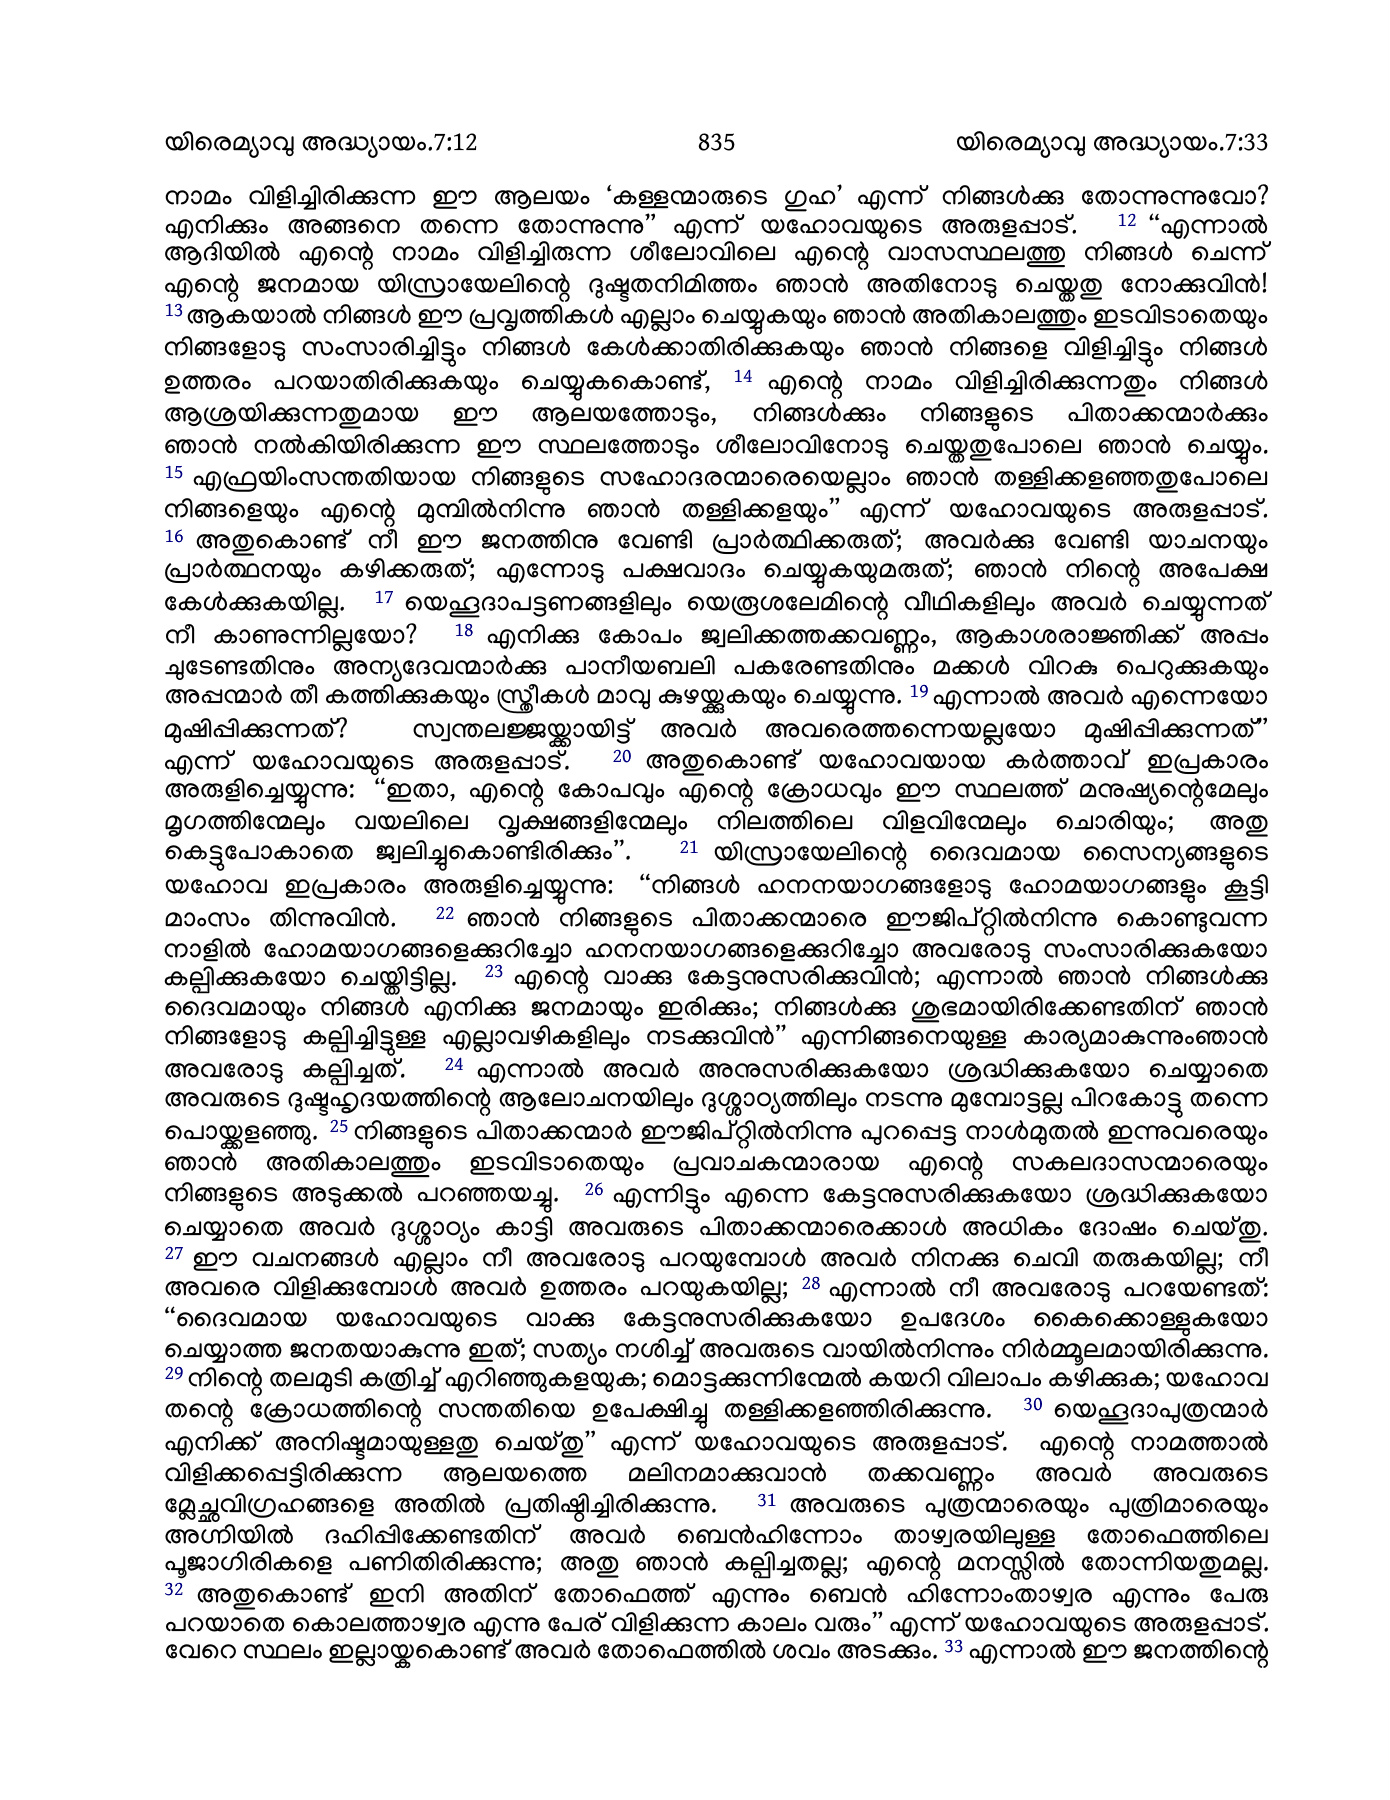 യിരെമ്യാവു അദ്ധ്യായം.7:12 835 യിരെമ്യാവു അദ്ധ്യായം.7:33
നാമം വിളിച്ചിരിക്കുന്ന ഈ ആലയം ‘കള്ളന്മാരുടെ ഗുഹ’ എന്ന് നിങ്ങൾക്കു തോന്നുന്നുവോ?
എനിക്കും അങ്ങനെ തന്നെ തോന്നുന്നു” എന്ന് യഹോവയുടെ അരുളപ്പാട്. 12 “എന്നാൽ
ആദിയിൽ എന്റെ നാമം വിളിച്ചിരുന്ന ശീലോവിലെ എന്റെ വാസസ്ഥലത്തു നിങ്ങൾ ചെന്ന്
എന്റെ ജനമായ യിസ്രായേലിന്റെ ദുഷ്ടതനിമിത്തം ഞാൻ അതിനോടു ചെയ്തതു നോക്കുവിൻ!
13 ആകയാൽ നിങ്ങൾ ഈ പ്രവൃത്തികൾ എല്ലാം ചെയ്യുകയും ഞാൻ അതികാലത്തും ഇടവിടാതെയും
നിങ്ങളോടു സംസാരിച്ചിട്ടും നിങ്ങൾ കേൾക്കാതിരിക്കുകയും ഞാൻ നിങ്ങളെ വിളിച്ചിട്ടും നിങ്ങൾ
ഉത്തരം പറയാതിരിക്കുകയും ചെയ്യുകകൊണ്ട്, 14 എന്റെ നാമം വിളിച്ചിരിക്കുന്നതും നിങ്ങൾ
ആശ്രയിക്കുന്നതുമായ ഈ ആലയത്തോടും, നിങ്ങൾക്കും നിങ്ങളുടെ പിതാക്കന്മാർക്കും
ഞാൻ നൽകിയിരിക്കുന്ന ഈ സ്ഥലത്തോടും ശീലോവിനോടു ചെയ്തതുപോലെ ഞാൻ ചെയ്യും.
15 എഫ്രയിംസന്തതിയായ നിങ്ങളുടെ സഹോദരന്മാരെയെല്ലാം ഞാൻ തള്ളിക്കളഞ്ഞതുപോലെ
നിങ്ങളെയും എന്റെ മുമ്പിൽനിന്നു ഞാൻ തള്ളിക്കളയും” എന്ന് യഹോവയുടെ അരുളപ്പാട്.
16 അതുകൊണ്ട് നീ ഈ ജനത്തിനു വേണ്ടി പ്രാർത്ഥിക്കരുത്; അവർക്കു വേണ്ടി യാചനയും
പ്രാർത്ഥനയും കഴിക്കരുത്; എന്നോടു പക്ഷവാദം ചെയ്യുകയുമരുത്; ഞാൻ നിന്റെ അപേക്ഷ
കേൾക്കുകയില്ല. 17 യെഹൂദാപട്ടണങ്ങളിലും യെരൂശലേമിന്റെ വീഥികളിലും അവർ ചെയ്യുന്നത്
നീ കാണുന്നില്ലയോ? 18 എനിക്കു കോപം ജ്വലിക്കത്തക്കവണ്ണം, ആകാശരാജ്ഞിക്ക് അപ്പം
ചുടേണ്ടതിനും അന്യദേവന്മാർക്കു പാനീയബലി പകരേണ്ടതിനും മക്കൾ വിറകു പെറുക്കുകയും
അപ്പന്മാർ തീ കത്തിക്കുകയും സ്ത്രീകൾ മാവു കുഴയ്ക്കുകയും ചെയ്യുന്നു. 19 എന്നാൽ അവർ എന്നെയോ
മുഷിപ്പിക്കുന്നത്? സ്വന്തലജ്ജയ്ക്കായിട്ട് അവർ അവരെത്തന്നെയല്ലയോ മുഷിപ്പിക്കുന്നത്”
എന്ന് യഹോവയുടെ അരുളപ്പാട്. 20 അതുകൊണ്ട് യഹോവയായ കർത്താവ് ഇപ്രകാരം
അരുളിച്ചെയ്യുന്നു: “ഇതാ, എന്റെ കോപവും എന്റെ ക്രോധവും ഈ സ്ഥലത്ത് മനുഷ്യന്റെമേലും
മൃഗത്തിന്മേലും വയലിലെ വൃക്ഷങ്ങളിന്മേലും നിലത്തിലെ വിളവിന്മേലും ചൊരിയും; അതു
കെട്ടുപോകാതെ ജ്വലിച്ചുകൊണ്ടിരിക്കും”. 21 യിസ്രായേലിന്റെ ദൈവമായ സൈന്യങ്ങളുടെ
യഹോവ ഇപ്രകാരം അരുളിച്ചെയ്യുന്നു: “നിങ്ങൾ ഹനനയാഗങ്ങളോടു ഹോമയാഗങ്ങളും കൂട്ടി
മാംസം തിന്നുവിൻ. 22 ഞാൻ നിങ്ങളുടെ പിതാക്കന്മാരെ ഈജിപ്റ്റിൽനിന്നു കൊണ്ടുവന്ന
നാളിൽ ഹോമയാഗങ്ങളെക്കുറിച്ചോ ഹനനയാഗങ്ങളെക്കുറിച്ചോ അവരോടു സംസാരിക്കുകയോ
കല്പിക്കുകയോ ചെയ്തിട്ടില്ല. 23 എന്റെ വാക്കു കേട്ടനുസരിക്കുവിൻ; എന്നാൽ ഞാൻ നിങ്ങൾക്കു
ദൈവമായും നിങ്ങൾ എനിക്കു ജനമായും ഇരിക്കും; നിങ്ങൾക്കു ശുഭമായിരിക്കേണ്ടതിന് ഞാൻ
നിങ്ങളോടു കല്പിച്ചിട്ടുള്ള എല്ലാവഴികളിലും നടക്കുവിൻ” എന്നിങ്ങനെയുള്ള കാര്യമാകുന്നുംഞാൻ
അവരോടു കല്പിച്ചത്. 24 എന്നാൽ അവർ അനുസരിക്കുകയോ ശ്രദ്ധിക്കുകയോ ചെയ്യാതെ
അവരുടെ ദുഷ്ടഹൃദയത്തിന്റെ ആലോചനയിലും ദുശ്ശാഠ്യത്തിലും നടന്നു മുമ്പോട്ടല്ല പിറകോട്ടു തന്നെ
പൊയ്ക്കളഞ്ഞു. 25 നിങ്ങളുടെ പിതാക്കന്മാർ ഈജിപ്റ്റിൽനിന്നു പുറപ്പെട്ട നാൾമുതൽ ഇന്നുവരെയും
ഞാൻ അതികാലത്തും ഇടവിടാതെയും പ്രവാചകന്മാരായ എന്റെ സകലദാസന്മാരെയും
നിങ്ങളുടെ അടുക്കൽ പറഞ്ഞയച്ചു. 26 എന്നിട്ടും എന്നെ കേട്ടനുസരിക്കുകയോ ശ്രദ്ധിക്കുകയോ
ചെയ്യാതെ അവർ ദുശ്ശാഠ്യം കാട്ടി അവരുടെ പിതാക്കന്മാരെക്കാൾ അധികം ദോഷം ചെയ്തു.
27 ഈ വചനങ്ങൾ എല്ലാം നീ അവരോടു പറയുമ്പോൾ അവർ നിനക്കു ചെവി തരുകയില്ല; നീ
അവരെ വിളിക്കുമ്പോൾ അവർ ഉത്തരം പറയുകയില്ല; 28 എന്നാൽ നീ അവരോടു പറയേണ്ടത്:
“ദൈവമായ യഹോവയുടെ വാക്കു കേട്ടനുസരിക്കുകയോ ഉപദേശം കൈക്കൊള്ളുകയോ
ചെയ്യാത്ത ജനതയാകുന്നു ഇത്; സത്യം നശിച്ച് അവരുടെ വായിൽനിന്നും നിർമ്മൂലമായിരിക്കുന്നു.
29 നിന്റെ തലമുടി കത്രിച്ച് എറിഞ്ഞുകളയുക; മൊട്ടക്കുന്നിന്മേൽ കയറി വിലാപം കഴിക്കുക; യഹോവ
തന്റെ ക്രോധത്തിന്റെ സന്തതിയെ ഉപേക്ഷിച്ചു തള്ളിക്കളഞ്ഞിരിക്കുന്നു. 30 യെഹൂദാപുത്രന്മാർ
എനിക്ക് അനിഷ്ടമായുള്ളതു ചെയ്തു” എന്ന് യഹോവയുടെ അരുളപ്പാട്. എന്റെ നാമത്താൽ
വിളിക്കപ്പെട്ടിരിക്കുന്ന ആലയത്തെ മലിനമാക്കുവാൻ തക്കവണ്ണം അവർ അവരുടെ
മ്ലേച്ഛവിഗ്രഹങ്ങളെ അതിൽ പ്രതിഷ്ഠിച്ചിരിക്കുന്നു. 31 അവരുടെ പുത്രന്മാരെയും പുത്രിമാരെയും
അഗ്നിയിൽ ദഹിപ്പിക്കേണ്ടതിന് അവർ ബെൻഹിന്നോം താഴ്വരയിലുള്ള തോഫെത്തിലെ
പൂജാഗിരികളെ പണിതിരിക്കുന്നു; അതു ഞാൻ കല്പിച്ചതല്ല; എന്റെ മനസ്സിൽ തോന്നിയതുമല്ല.
32 അതുകൊണ്ട് ഇനി അതിന് തോഫെത്ത് എന്നും ബെൻ ഹിന്നോംതാഴ്വര എന്നും പേരു
പറയാതെ കൊലത്താഴ്വര എന്നു പേര് വിളിക്കുന്ന കാലം വരും” എന്ന് യഹോവയുടെ അരുളപ്പാട്.
വേറെ സ്ഥലം ഇല്ലായ്കകൊണ്ട് അവർ തോഫെത്തിൽ ശവം അടക്കും. 33 എന്നാൽ ഈ ജനത്തിന്റെ